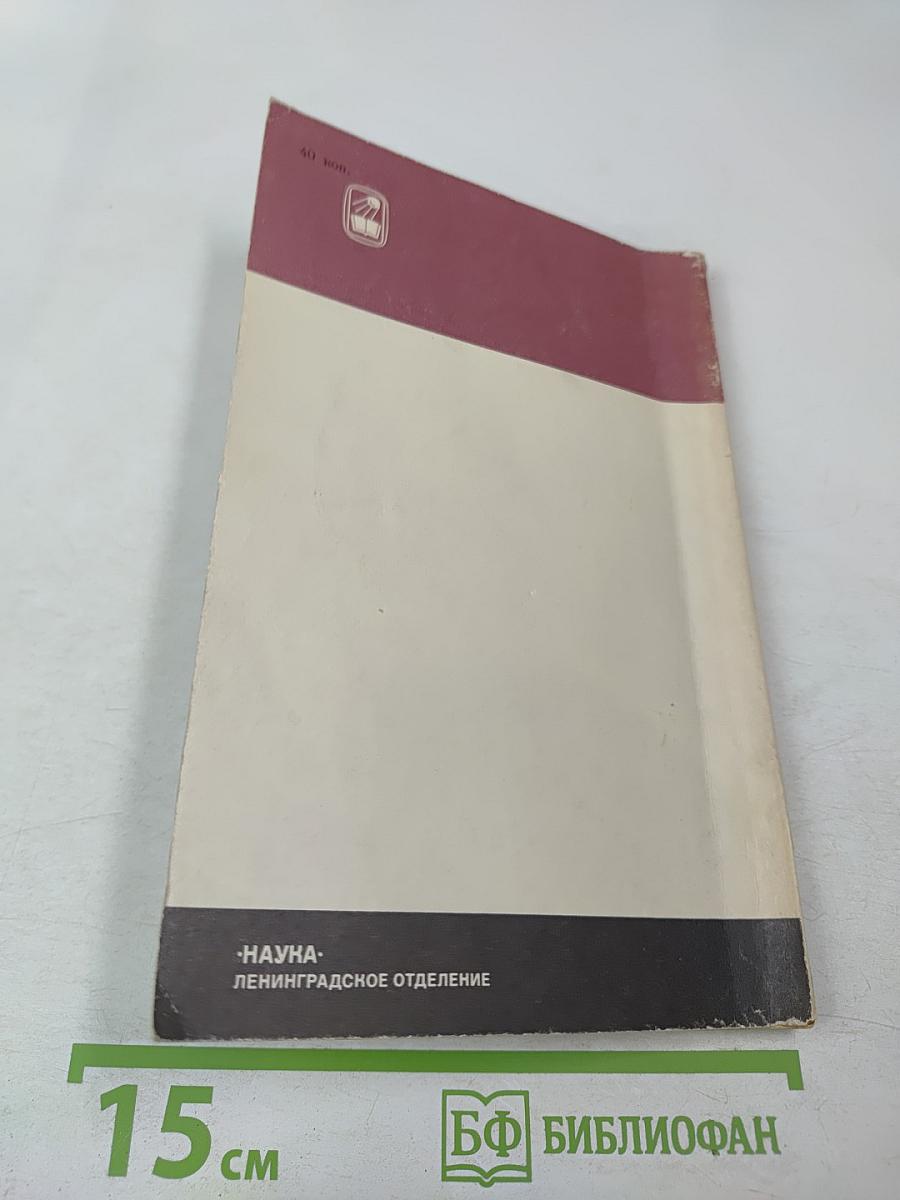 40 коп.
·НАУКА·
ЛЕНИНГРАДСКОЕ ОТДЕЛЕНИЕ
15 см
БФ БИБЛИОФАН